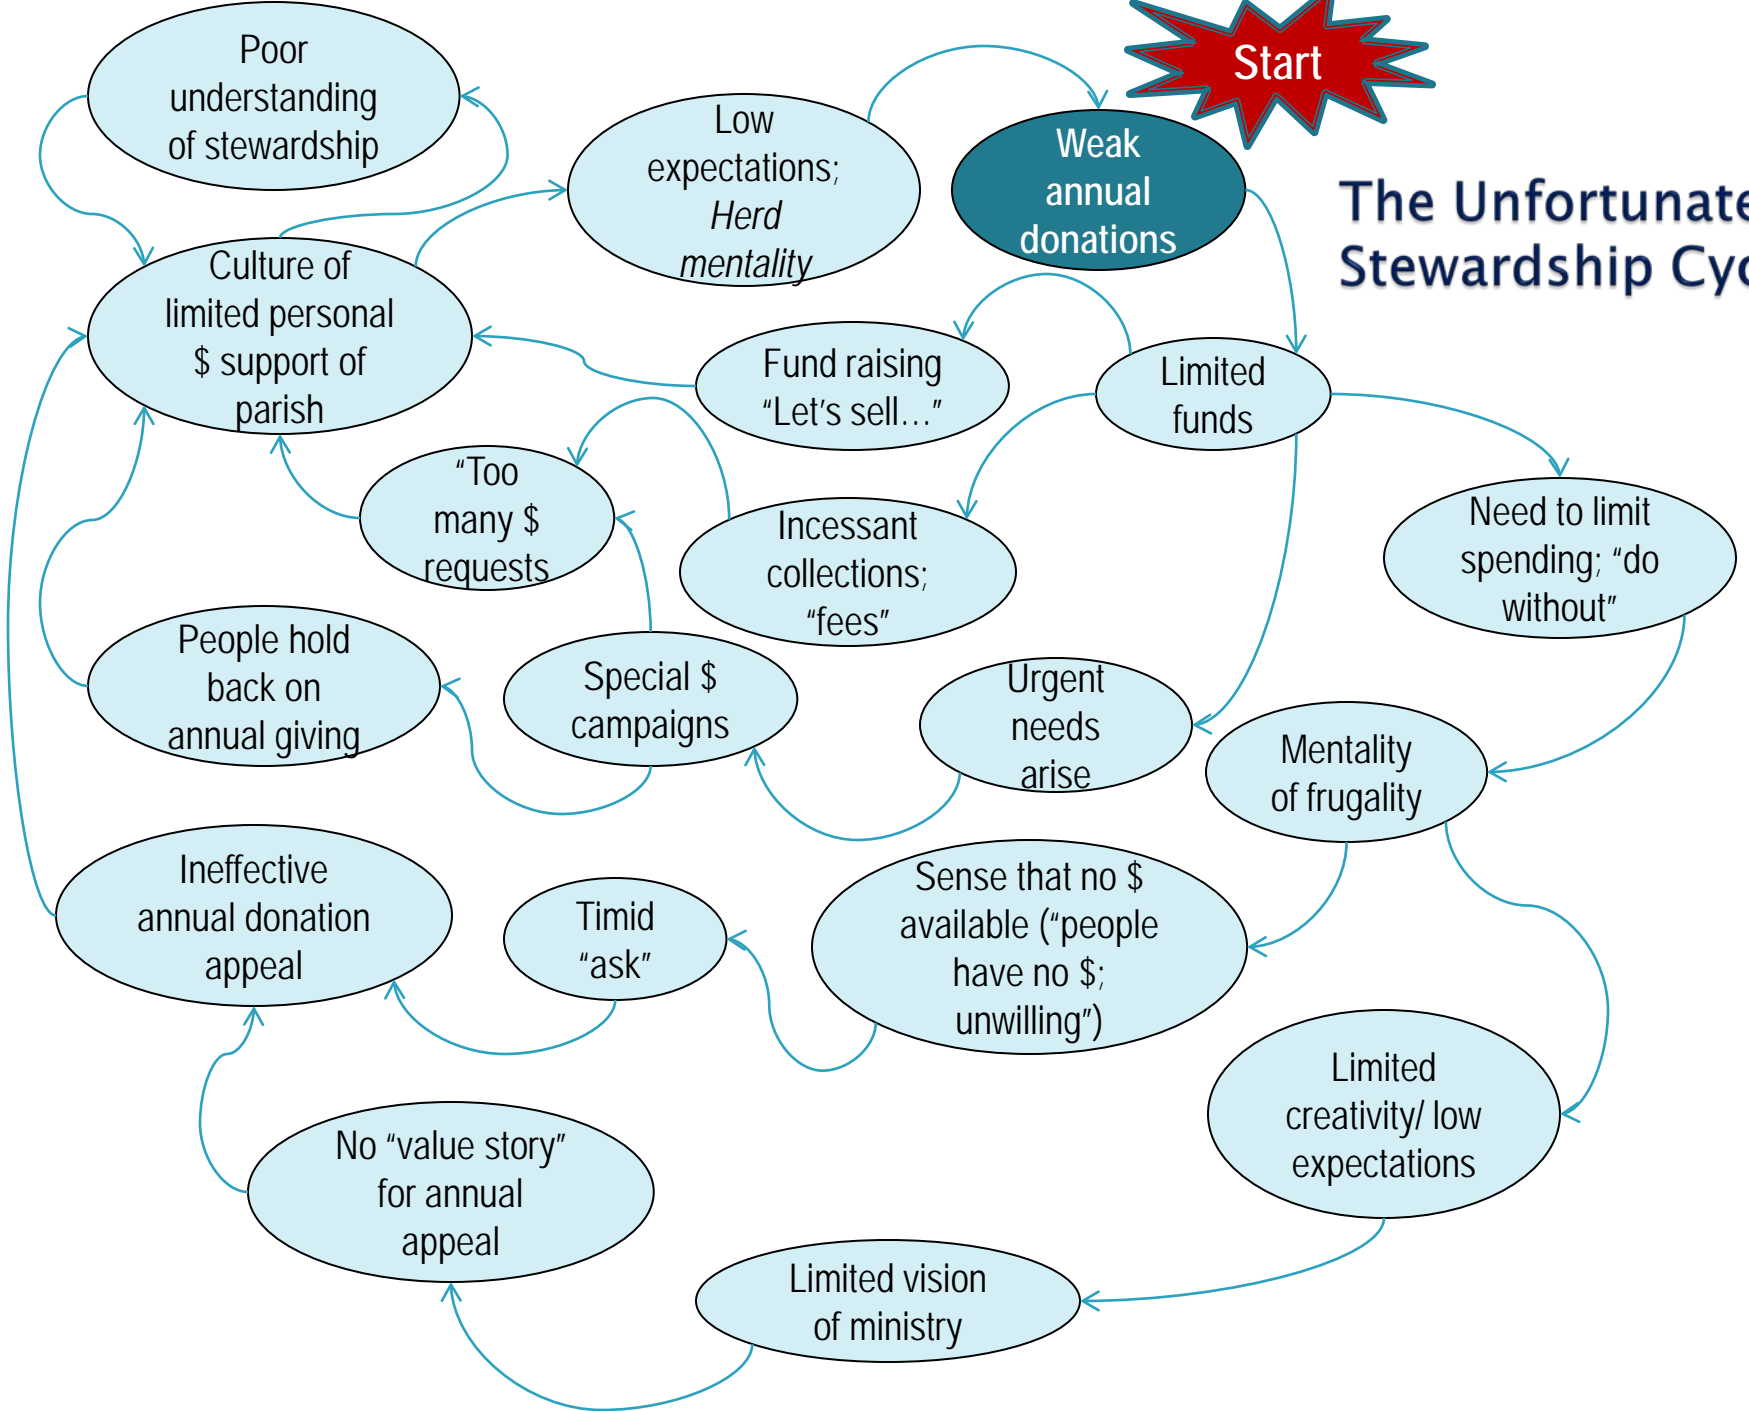 Start
The Unfortunate
Stewardship Cyc
Poor
understanding
of stewardship
Low
expectations;
Herd
mentality
Weak
annual
donations
Culture of
limited personal
$ support of
parish
Fund raising
“Let’s sell…”
Limited
funds
“Too
many $
requests
Incessant
collections;
“fees”
Need to limit
spending; “do
without”
People hold
back on
annual giving
Special $
campaigns
Urgent
needs
arise
Mentality
of frugality
Ineffective
annual donation
appeal
Timid
“ask”
Sense that no $
available (“people
have no $;
unwilling”)
Limited
creativity/ low
expectations
No “value story”
for annual
appeal
Limited vision
of ministry